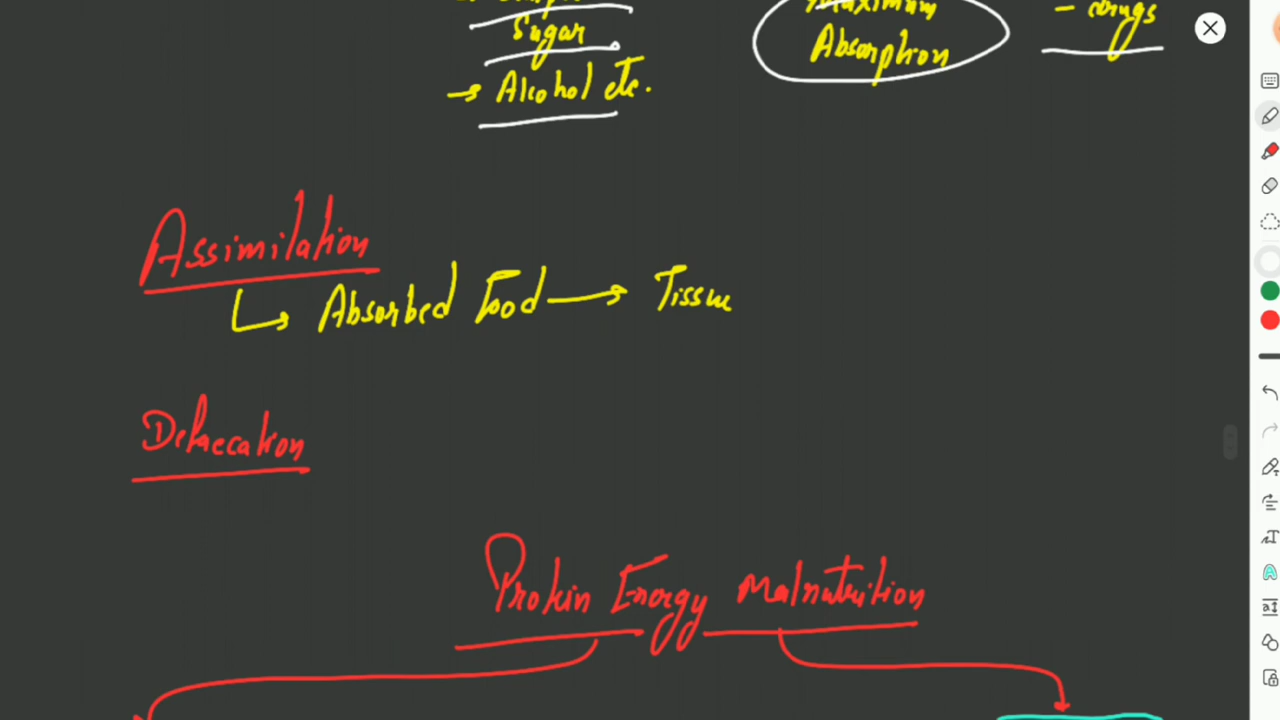 Sugar
→ Alcohol etc.
Maximum
Absorption
- Drugs
Assimilation
↳ Absorbed Food → Tissue
Defaecation
Protein Energy Malnutrition